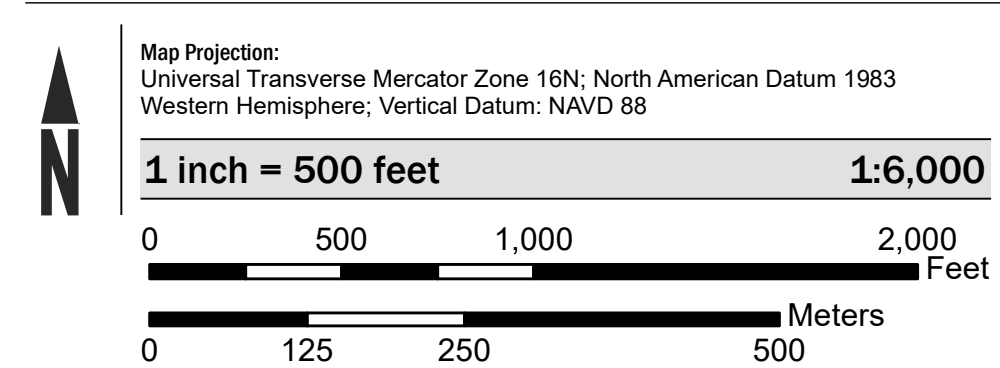 N
Map Projection:
Universal Transverse Mercator Zone 16N; North American Datum 1983
Western Hemisphere; Vertical Datum: NAVD 88
1 inch = 500 feet 1:6,000
0 500 1,000 2,000
Feet
Meters
0 125 250 500